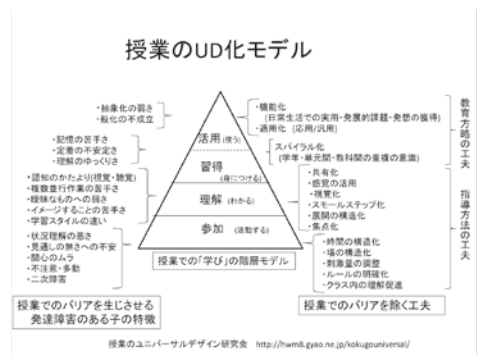 授業のUD化モデル
・抽象化の弱さ
・般化の不成立
・記憶の苦手さ
・定着の不安定さ
・理解のゆっくりさ
・認知のかたより(視覚・聴覚)
・複数並行作業の苦手さ
・曖昧なものへの弱さ
・イメージすることの苦手さ
・学習スタイルの違い
・状況理解の悪さ
・見通しの無さへの不安
・関心のムラ
・不注意・多動
・二次障害
授業でのバリアを生じさせる
発達障害のある子の特徴
活用(使う)
習得
(身につける)
理解 (わかる)
参加 (活動する)
授業での「学び」の階層モデル
・機能化
(日常生活での実用・発展的課題・発想の獲得)
・適用化 (応用/汎用)
スパイラル化
(学年・単元間・教科間の重複の意識)
・共有化
・感覚の活用
・視覚化
・スモールステップ化
・展開の構造化
・焦点化
・時間の構造化
・場の構造化
・刺激量の調整
・ルールの明確化
・クラス内の理解促進
教育方略の工夫
指導方法の工夫
授業でのバリアを除く工夫
授業のユニバーサルデザイン研究会 http://hwm8.gyao.ne.jp/kokugouniversal/